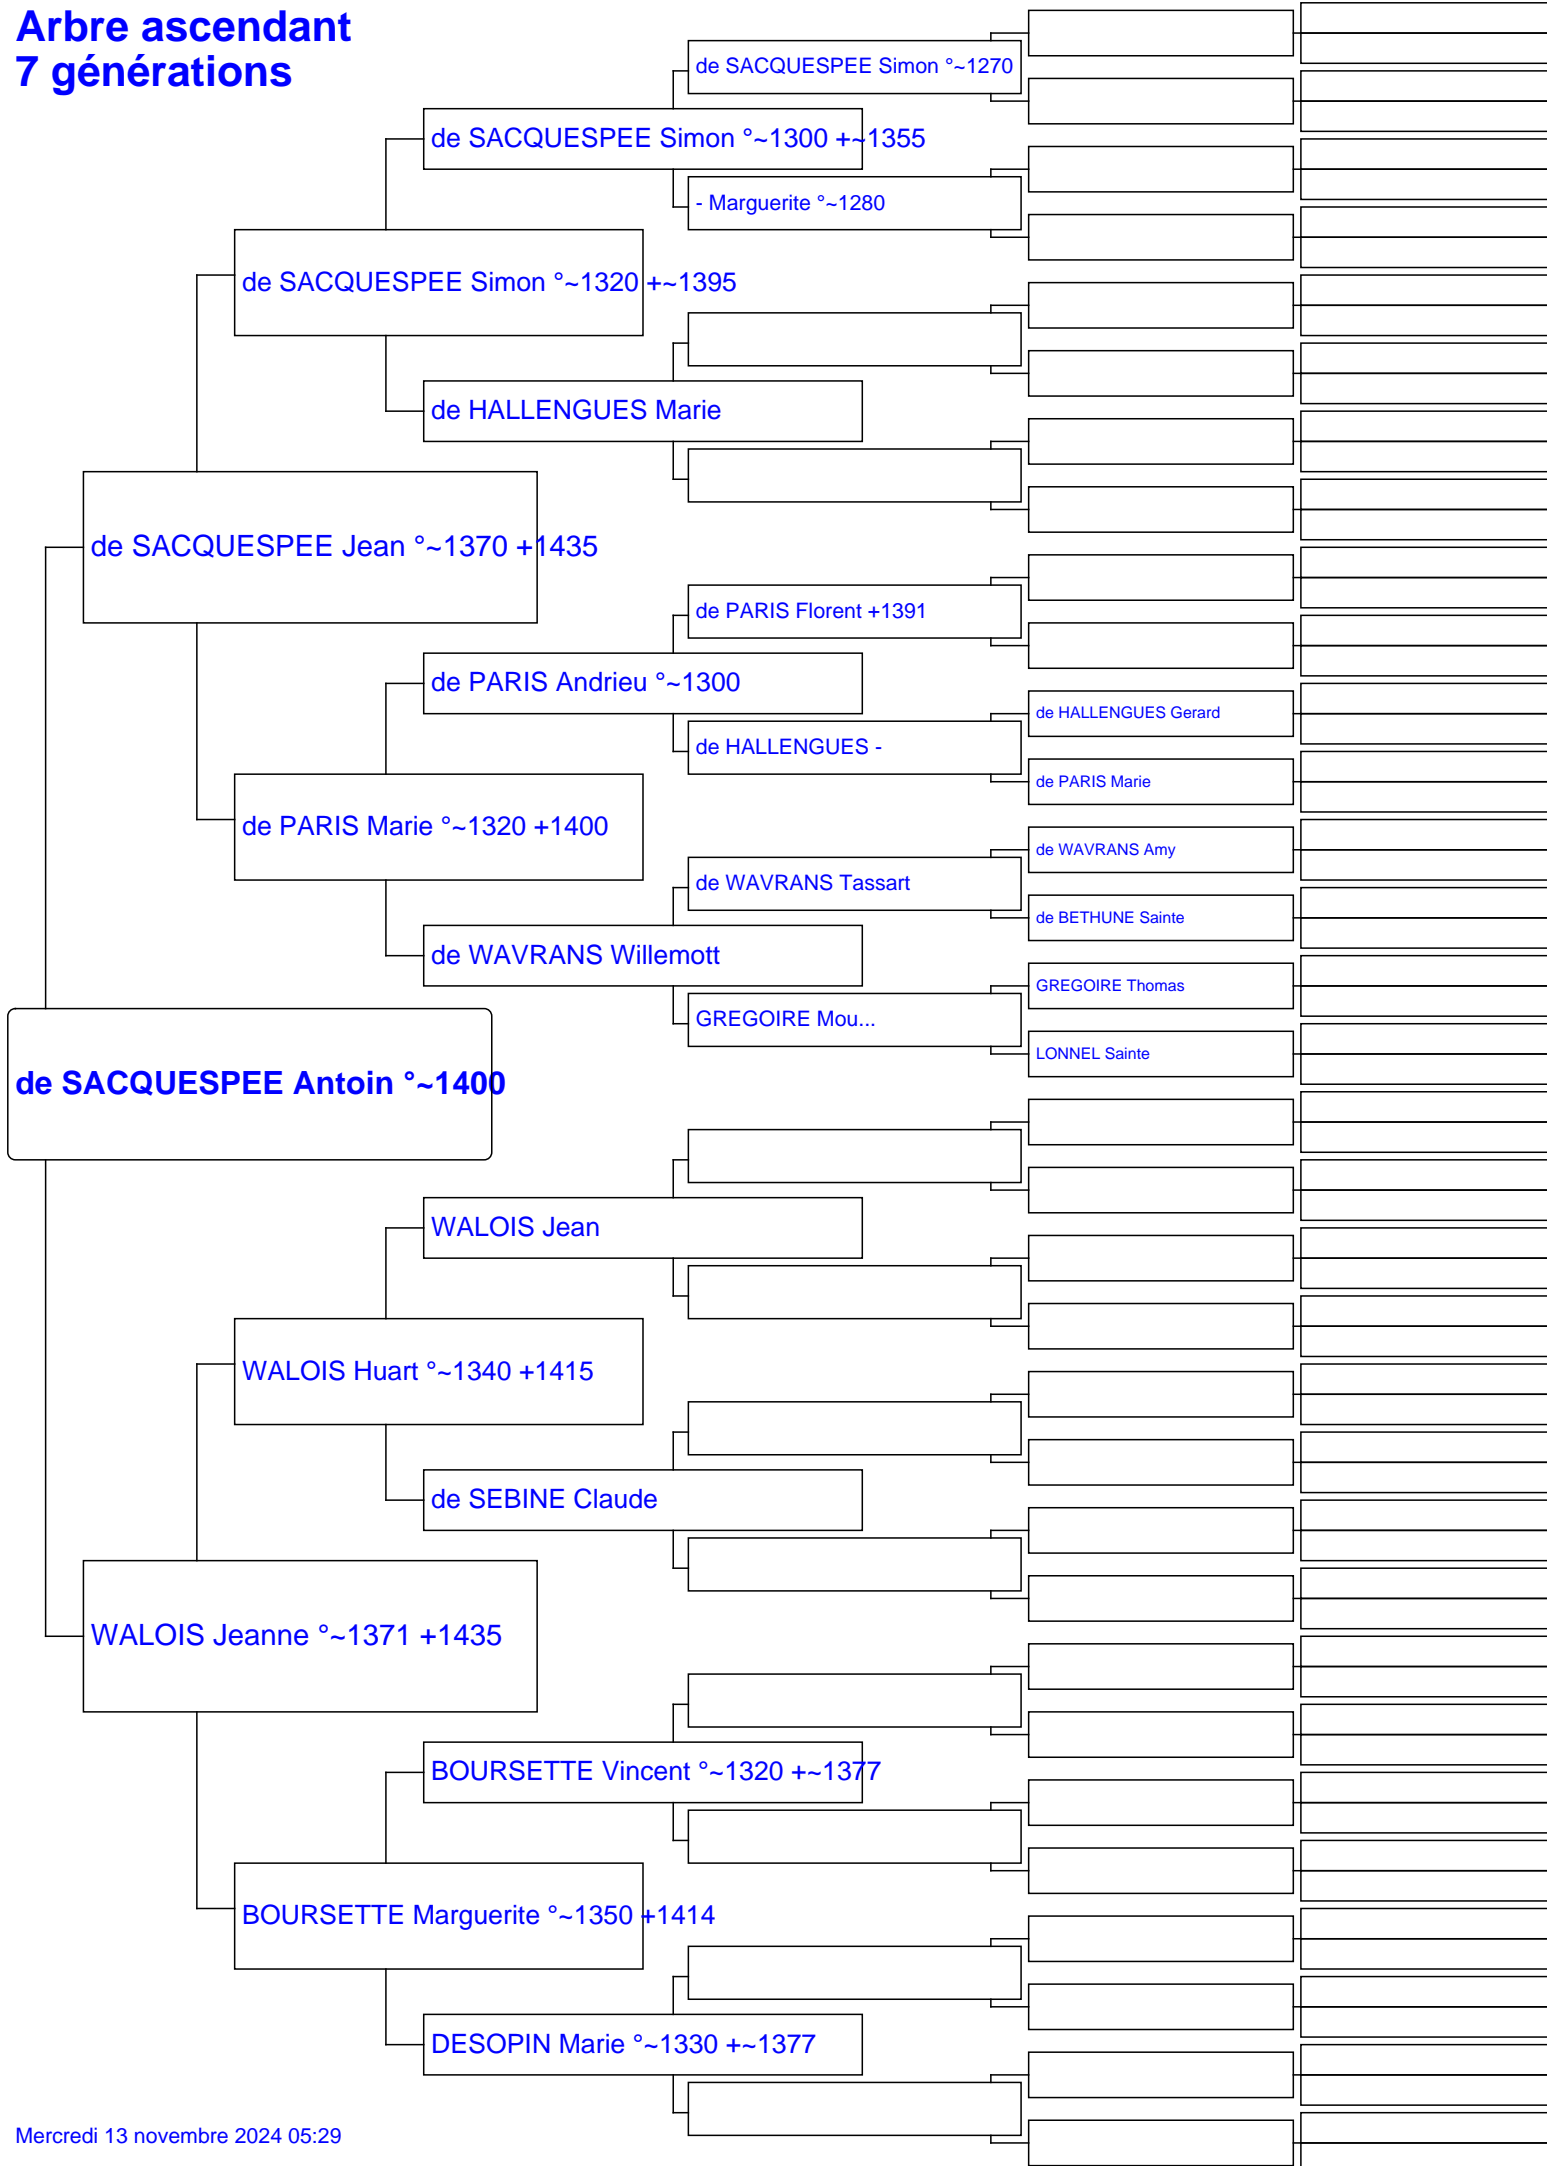 Arbre ascendant
7 générations
de SACQUESPEE Simon °~1270
de SACQUESPEE Simon °~1300 +~1355
- Marguerite °~1280
de SACQUESPEE Simon °~1320 +~1395
de HALLENGUES Marie
de SACQUESPEE Jean °~1370 +1435
de PARIS Florent +1391
de PARIS Andrieu °~1300
de HALLENGUES Gerard
de HALLENGUES -
de PARIS Marie
de PARIS Marie °~1320 +1400
de WAVRANS Amy
de WAVRANS Tassart
de BETHUNE Sainte
de WAVRANS Willemott
GREGOIRE Thomas
GREGOIRE Mou...
LONNEL Sainte
de SACQUESPEE Antoin °~1400
WALOIS Jean
WALOIS Huart °~1340 +1415
de SEBINE Claude
WALOIS Jeanne °~1371 +1435
BOURSETTE Vincent °~1320 +~1377
BOURSETTE Marguerite °~1350 +1414
DESOPIN Marie °~1330 +~1377
Mercredi 13 novembre 2024 05:29